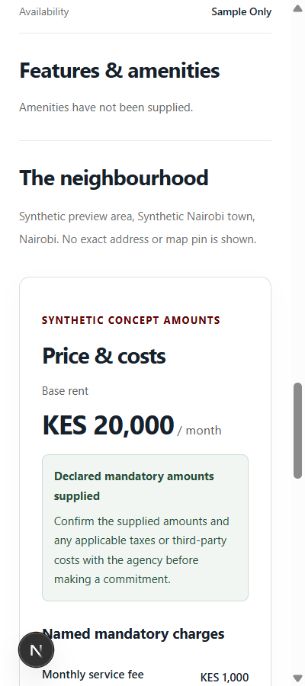 Availability Sample Only
Features & amenities
Amenities have not been supplied.
The neighbourhood
Synthetic preview area, Synthetic Nairobi town,
Nairobi. No exact address or map pin is shown.
SYNTHETIC CONCEPT AMOUNTS
Price & costs
Base rent
KES 20,000 / month
Declared mandatory amounts
supplied
Confirm the supplied amounts and
any applicable taxes or third-party
costs with the agency before
making a commitment.
N
Named mandatory charges
Monthly service fee KES 1,000